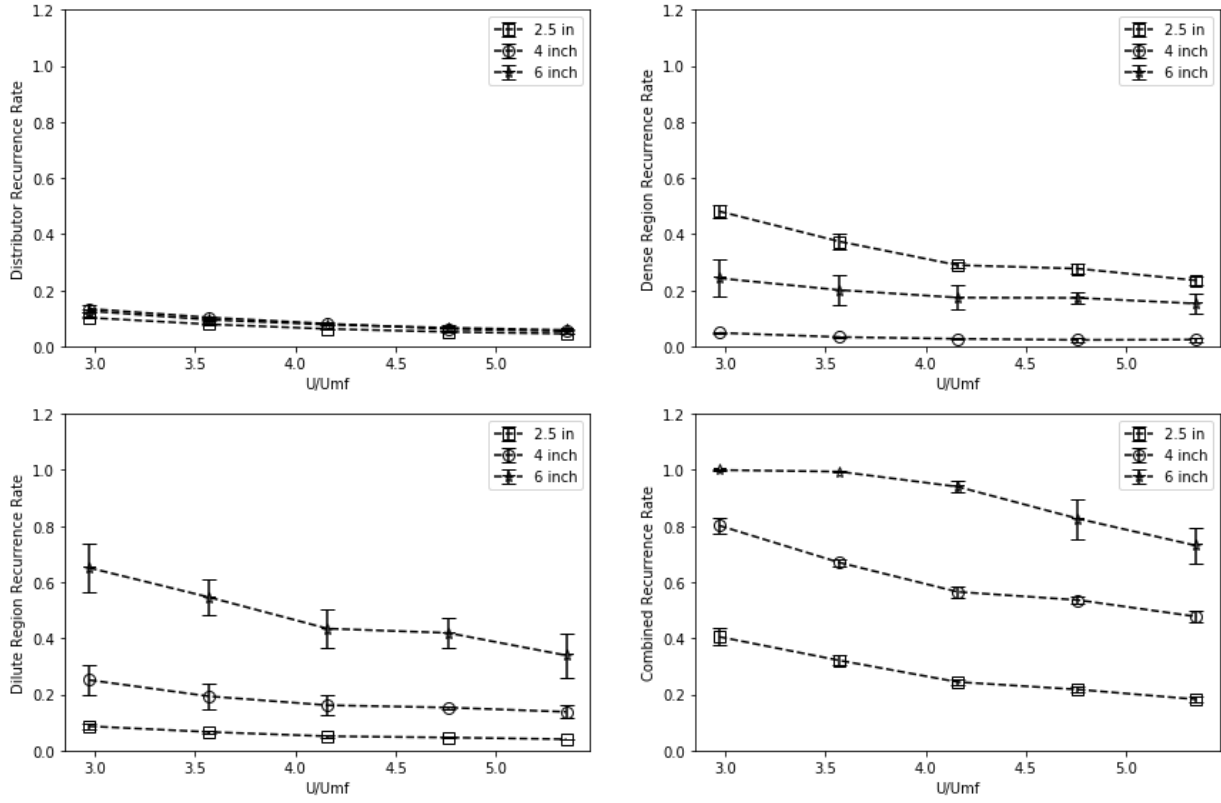 1.2
1.0
0.8
0.6
0.4
0.2
0.0
Distributor Recurrence Rate
2.5 in
4 inch
6 inch
3.0 3.5 4.0 4.5 5.0
U/Umf
1.2
1.0
0.8
0.6
0.4
0.2
0.0
Dense Region Recurrence Rate
2.5 in
4 inch
6 inch
3.0 3.5 4.0 4.5 5.0
U/Umf
1.2
1.0
0.8
0.6
0.4
0.2
0.0
Dilute Region Recurrence Rate
2.5 in
4 inch
6 inch
3.0 3.5 4.0 4.5 5.0
U/Umf
1.2
1.0
0.8
0.6
0.4
0.2
0.0
Combined Recurrence Rate
2.5 in
4 inch
6 inch
3.0 3.5 4.0 4.5 5.0
U/Umf